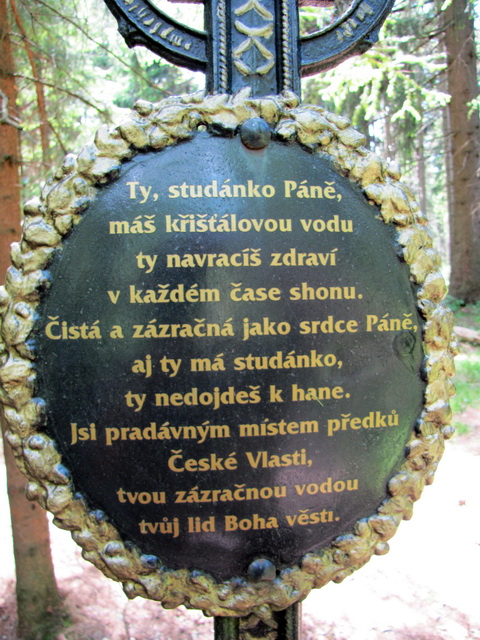 Ty, studánko Páně,
máš křišťálovou vodu
ty navracíš zdraví
v každém čase shonu.
Čistá a zázračná jako srdce Páně,
aj ty má studánko,
ty nedojdeš k hane.
Jsi pradávným místem předků
České Vlasti,
tvou zázračnou vodou
tvůj lid Boha věstı.